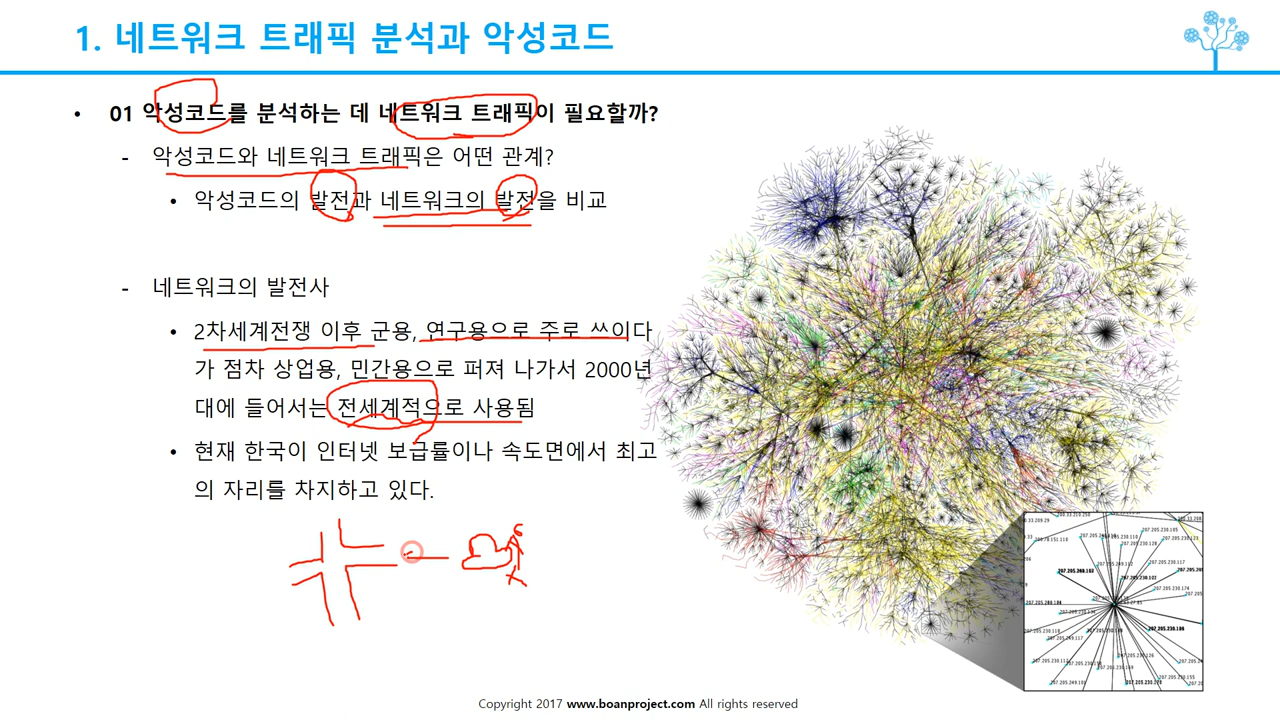 1. 네트워크 트래픽 분석과 악성코드
• 01 악성코드를 분석하는 데 네트워크 트래픽이 필요할까?
- 악성코드와 네트워크 트래픽은 어떤 관계?
• 악성코드의 발전과 네트워크의 발전을 비교
- 네트워크의 발전사
• 2차세계전쟁 이후 군용, 연구용으로 주로 쓰이다
가 점차 상업용, 민간용으로 퍼져 나가서 2000년
대에 들어서는 전세계적으로 사용됨
• 현재 한국이 인터넷 보급률이나 속도면에서 최고
의 자리를 차지하고 있다.
Copyright 2017 www.boanproject.com All rights reserved